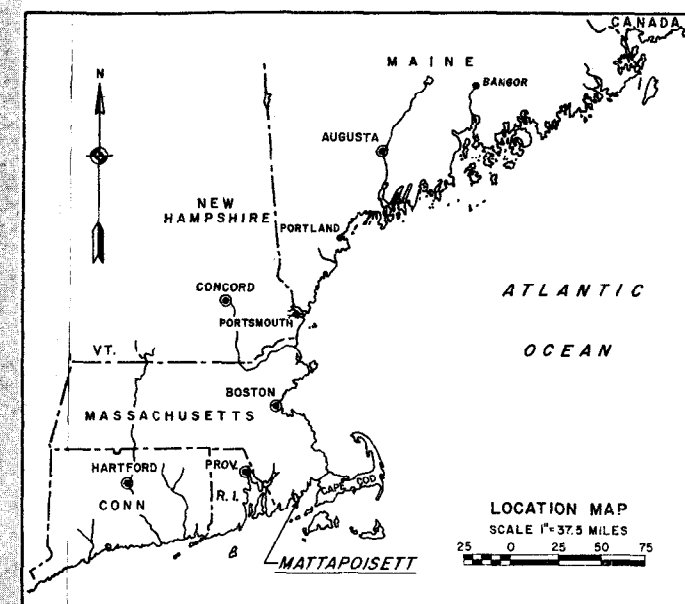 CANADA
MAINE
N
BANGOR
AUGUSTA
NEW
HAMPSHIRE
PORTLAND
CONCORD
ATLANTIC
PORTSMOUTH
OCEAN
VT.
BOSTON
MASSACHUSETTS
HARTFORD
PROV.
CAPE COD
R.I.
CONN
LOCATION MAP
SCALE 1"=37.5 MILES
MATTAPOISETT
25 0 25 50 75